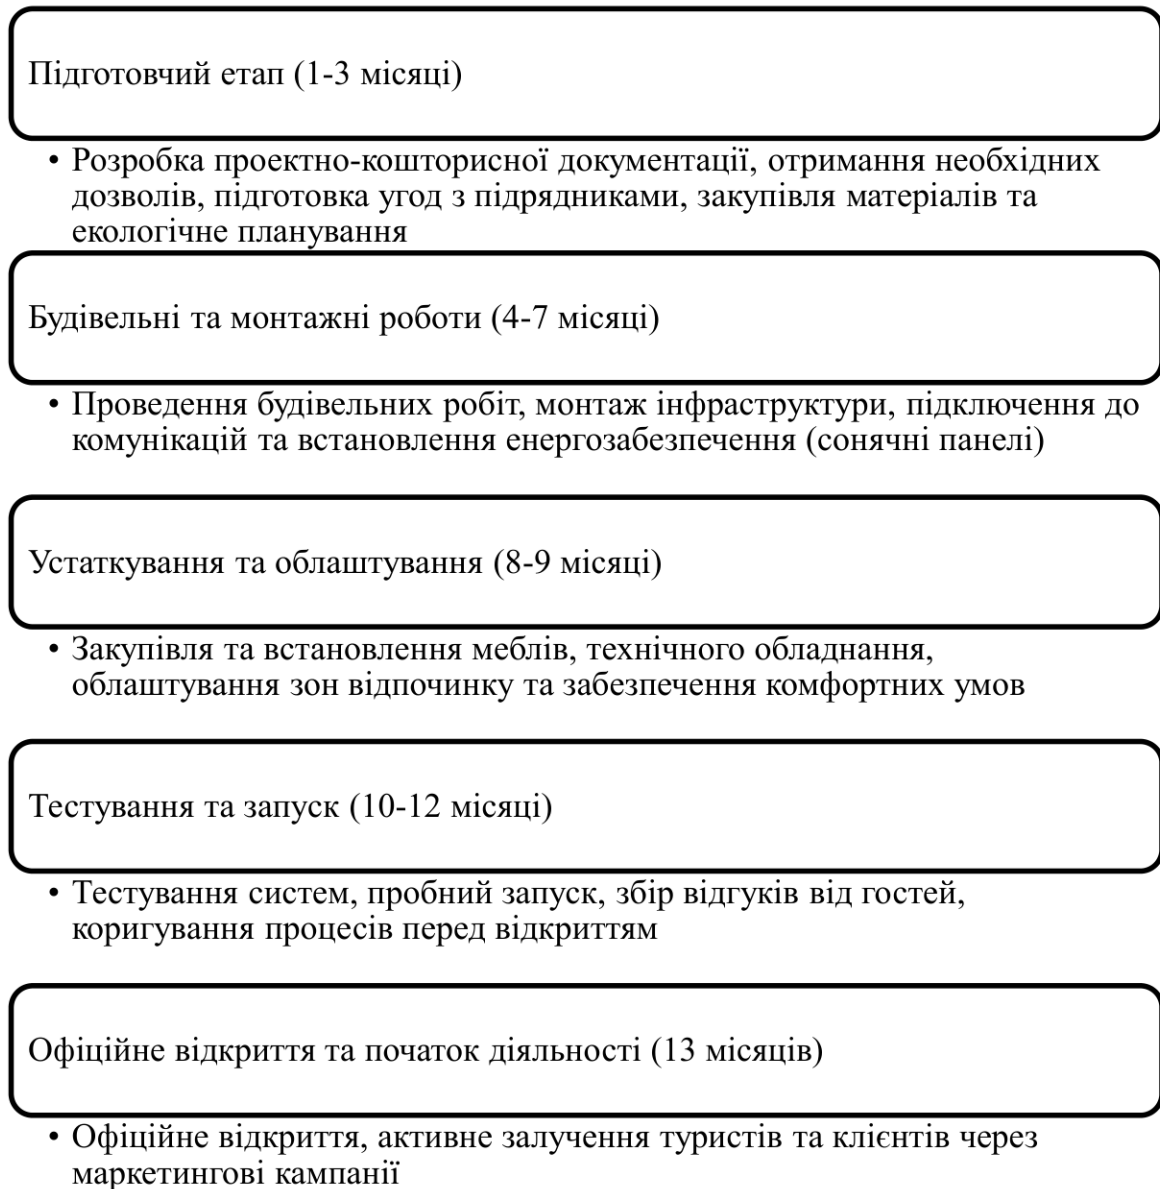 Підготовчий етап (1-3 місяці)
• Розробка проектно-кошторисної документації, отримання необхідних
дозволів, підготовка угод з підрядниками, закупівля матеріалів та
екологічне планування
Будівельні та монтажні роботи (4-7 місяці)
• Проведення будівельних робіт, монтаж інфраструктури, підключення до
комунікацій та встановлення енергозабезпечення (сонячні панелі)
Устаткування та облаштування (8-9 місяці)
• Закупівля та встановлення меблів, технічного обладнання,
облаштування зон відпочинку та забезпечення комфортних умов
Тестування та запуск (10-12 місяці)
• Тестування систем, пробний запуск, збір відгуків від гостей,
коригування процесів перед відкриттям
Офіційне відкриття та початок діяльності (13 місяців)
• Офіційне відкриття, активне залучення туристів та клієнтів через
маркетингові кампанії